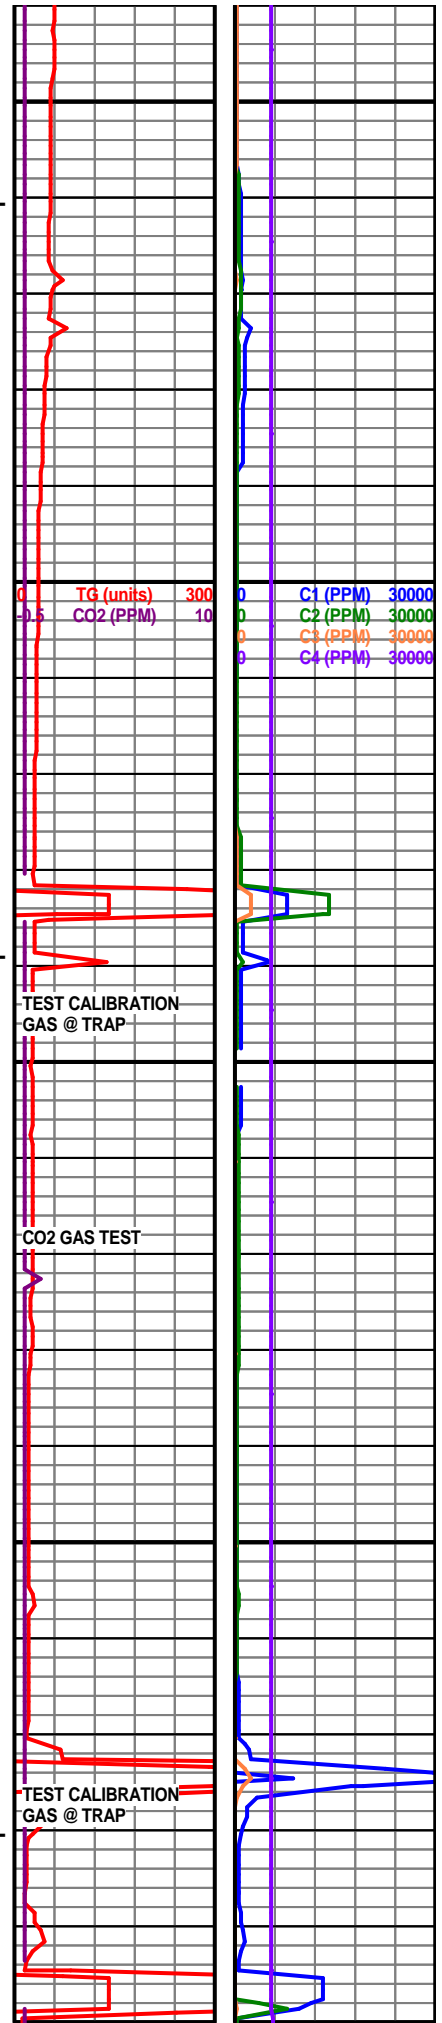 0 TG (units) 300
-0.5 CO2 (PPM) 10
0 C1 (PPM) 30000
0 C2 (PPM) 30000
0 C3 (PPM) 30000
0 C4 (PPM) 30000
TEST CALIBRATION
GAS @ TRAP
CO2 GAS TEST
TEST CALIBRATION
GAS @ TRAP